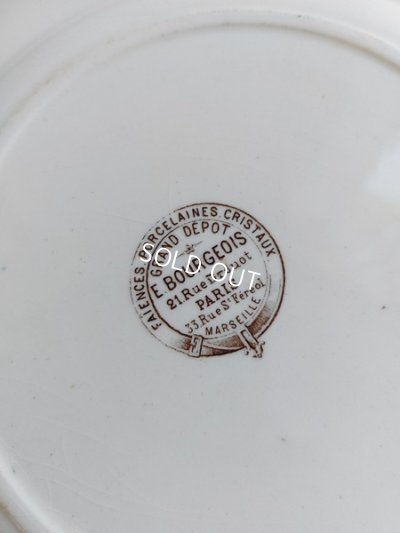 FAIENCES. PORCELAINES. CRISTAUX
GRAND DEPOT
E. BOURGEOIS
21. Rue Drouot
PARIS
33. Rue St. Ferréol
MARSEILLE
SOLD OUT